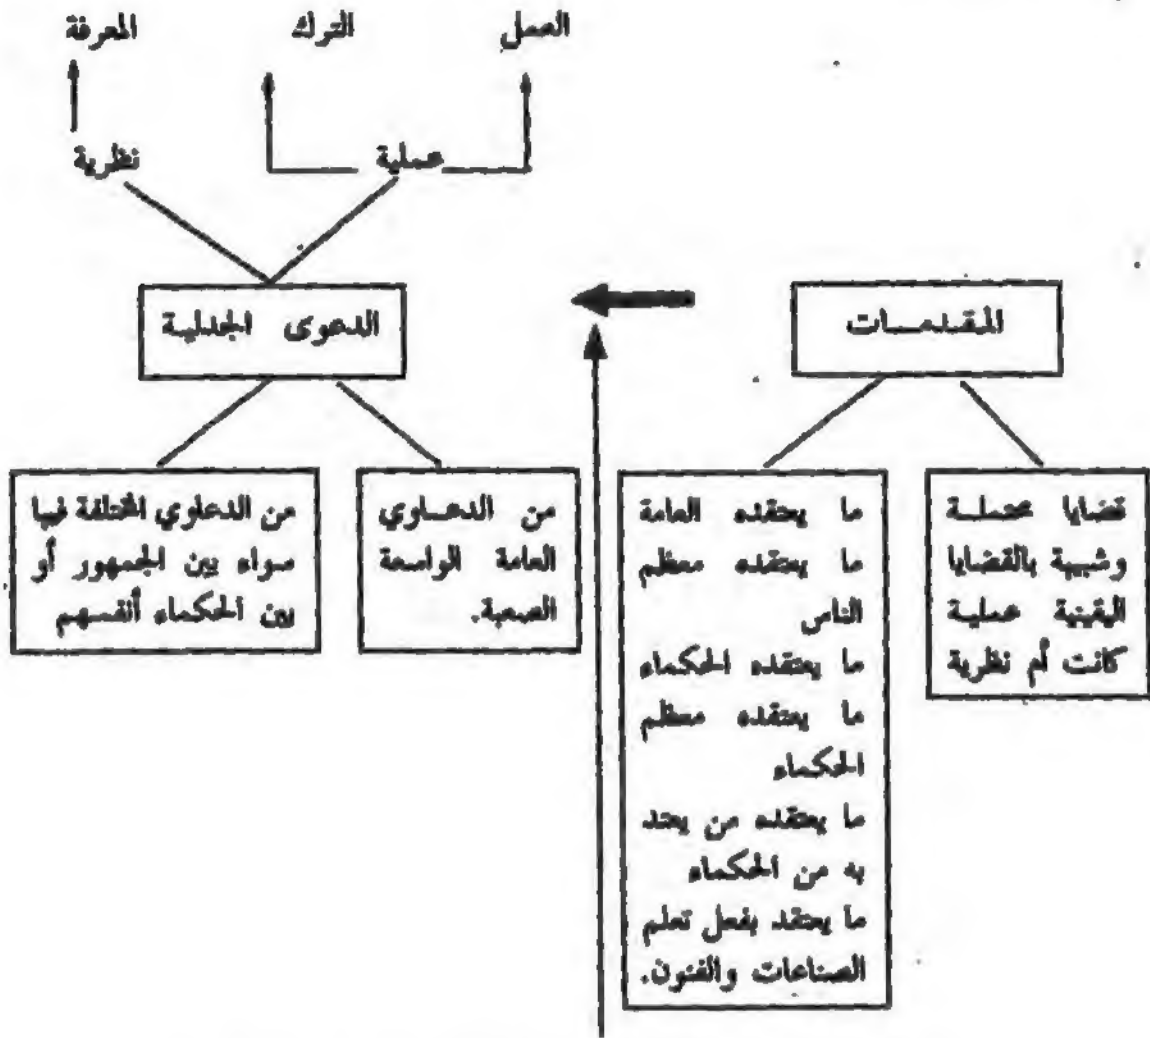 العمل
الترك
المعرفة
عملية
نظرية
المقدمات
الدعوى الجدلية
قضايا محتملة
وشبيهة بالقضايا
اليقينية عملية
كانت أم نظرية
ما يعتقده العامة
ما يعتقده معظم
الناس
ما يعتقده الحكماء
ما يعتقده معظم
الحكماء
ما يعتقده من يعتد
به من الحكماء
ما يعتقد بفعل تعلم
الصناعات والفنون.
من الدعاوي
العامة الواسعة
الصعبة.
من الدعاوي المختلفة فيها
سواء بين الجمهور أو
بين الحكماء أنفسهم